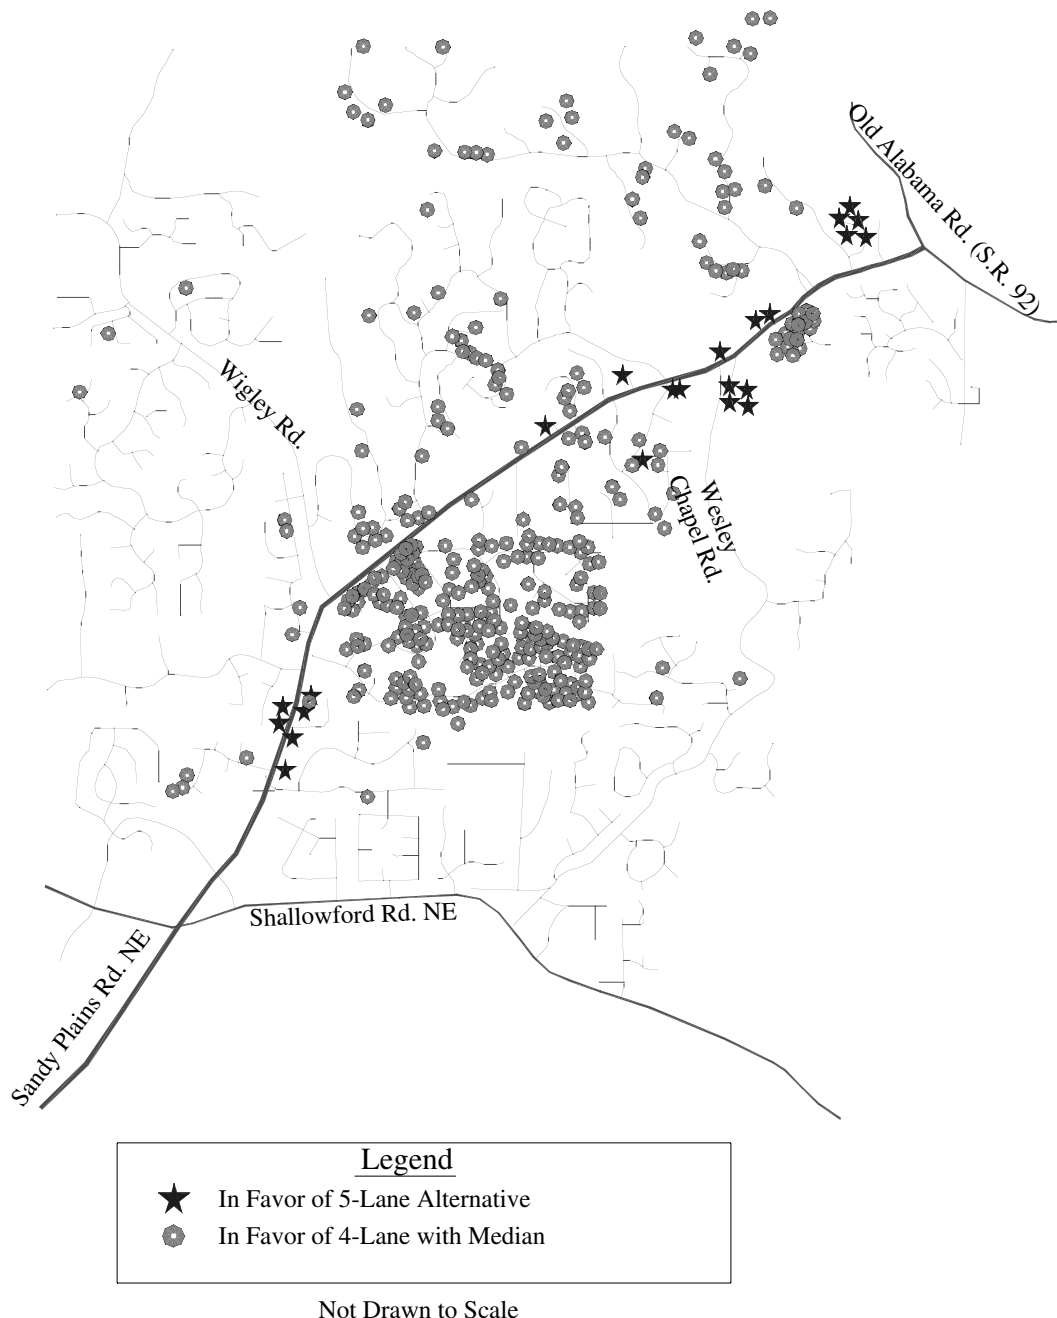 Old Alabama Rd. (S.R. 92)
Wigley Rd.
Wesley
Chapel Rd.
Shallowford Rd. NE
Sandy Plains Rd. NE
Legend
In Favor of 5-Lane Alternative
In Favor of 4-Lane with Median
Not Drawn to Scale